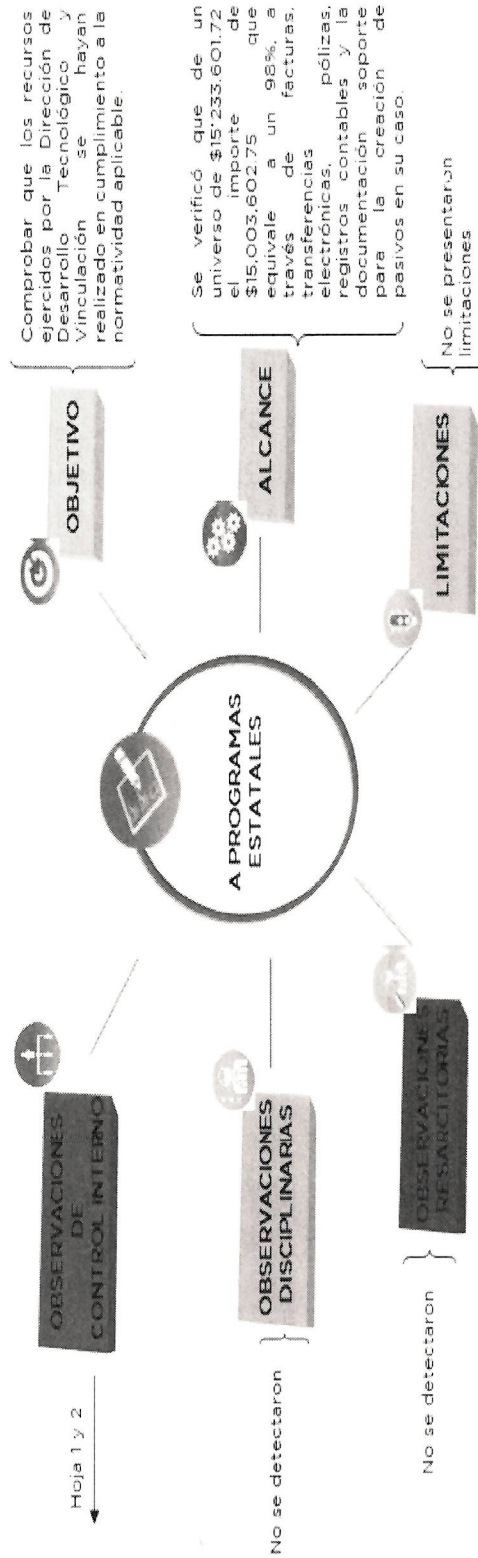 A PROGRAMAS
ESTATALES
OBJETIVO
Comprobar que los recursos
ejercidos por la Dirección de
Desarrollo Tecnológico y
Vinculación se hayan
realizado en cumplimiento a la
normatividad aplicable.
ALCANCE
Se verificó que de un
universo de $15'233,601.72
el importe de
$15,003,602.75 que
equivale a un 98%, a
través de facturas,
transferencias
electrónicas, pólizas,
registros contables y la
documentación soporte
para la creación de
pasivos en su caso.
LIMITACIONES
No se presentaron
limitaciones
OBSERVACIONES
DE
CONTROL INTERNO
Hoja 1 y 2
OBSERVACIONES
DISCIPLINARIAS
No se detectaron
OBSERVACIONES
RESARCITORIAS
No se detectaron